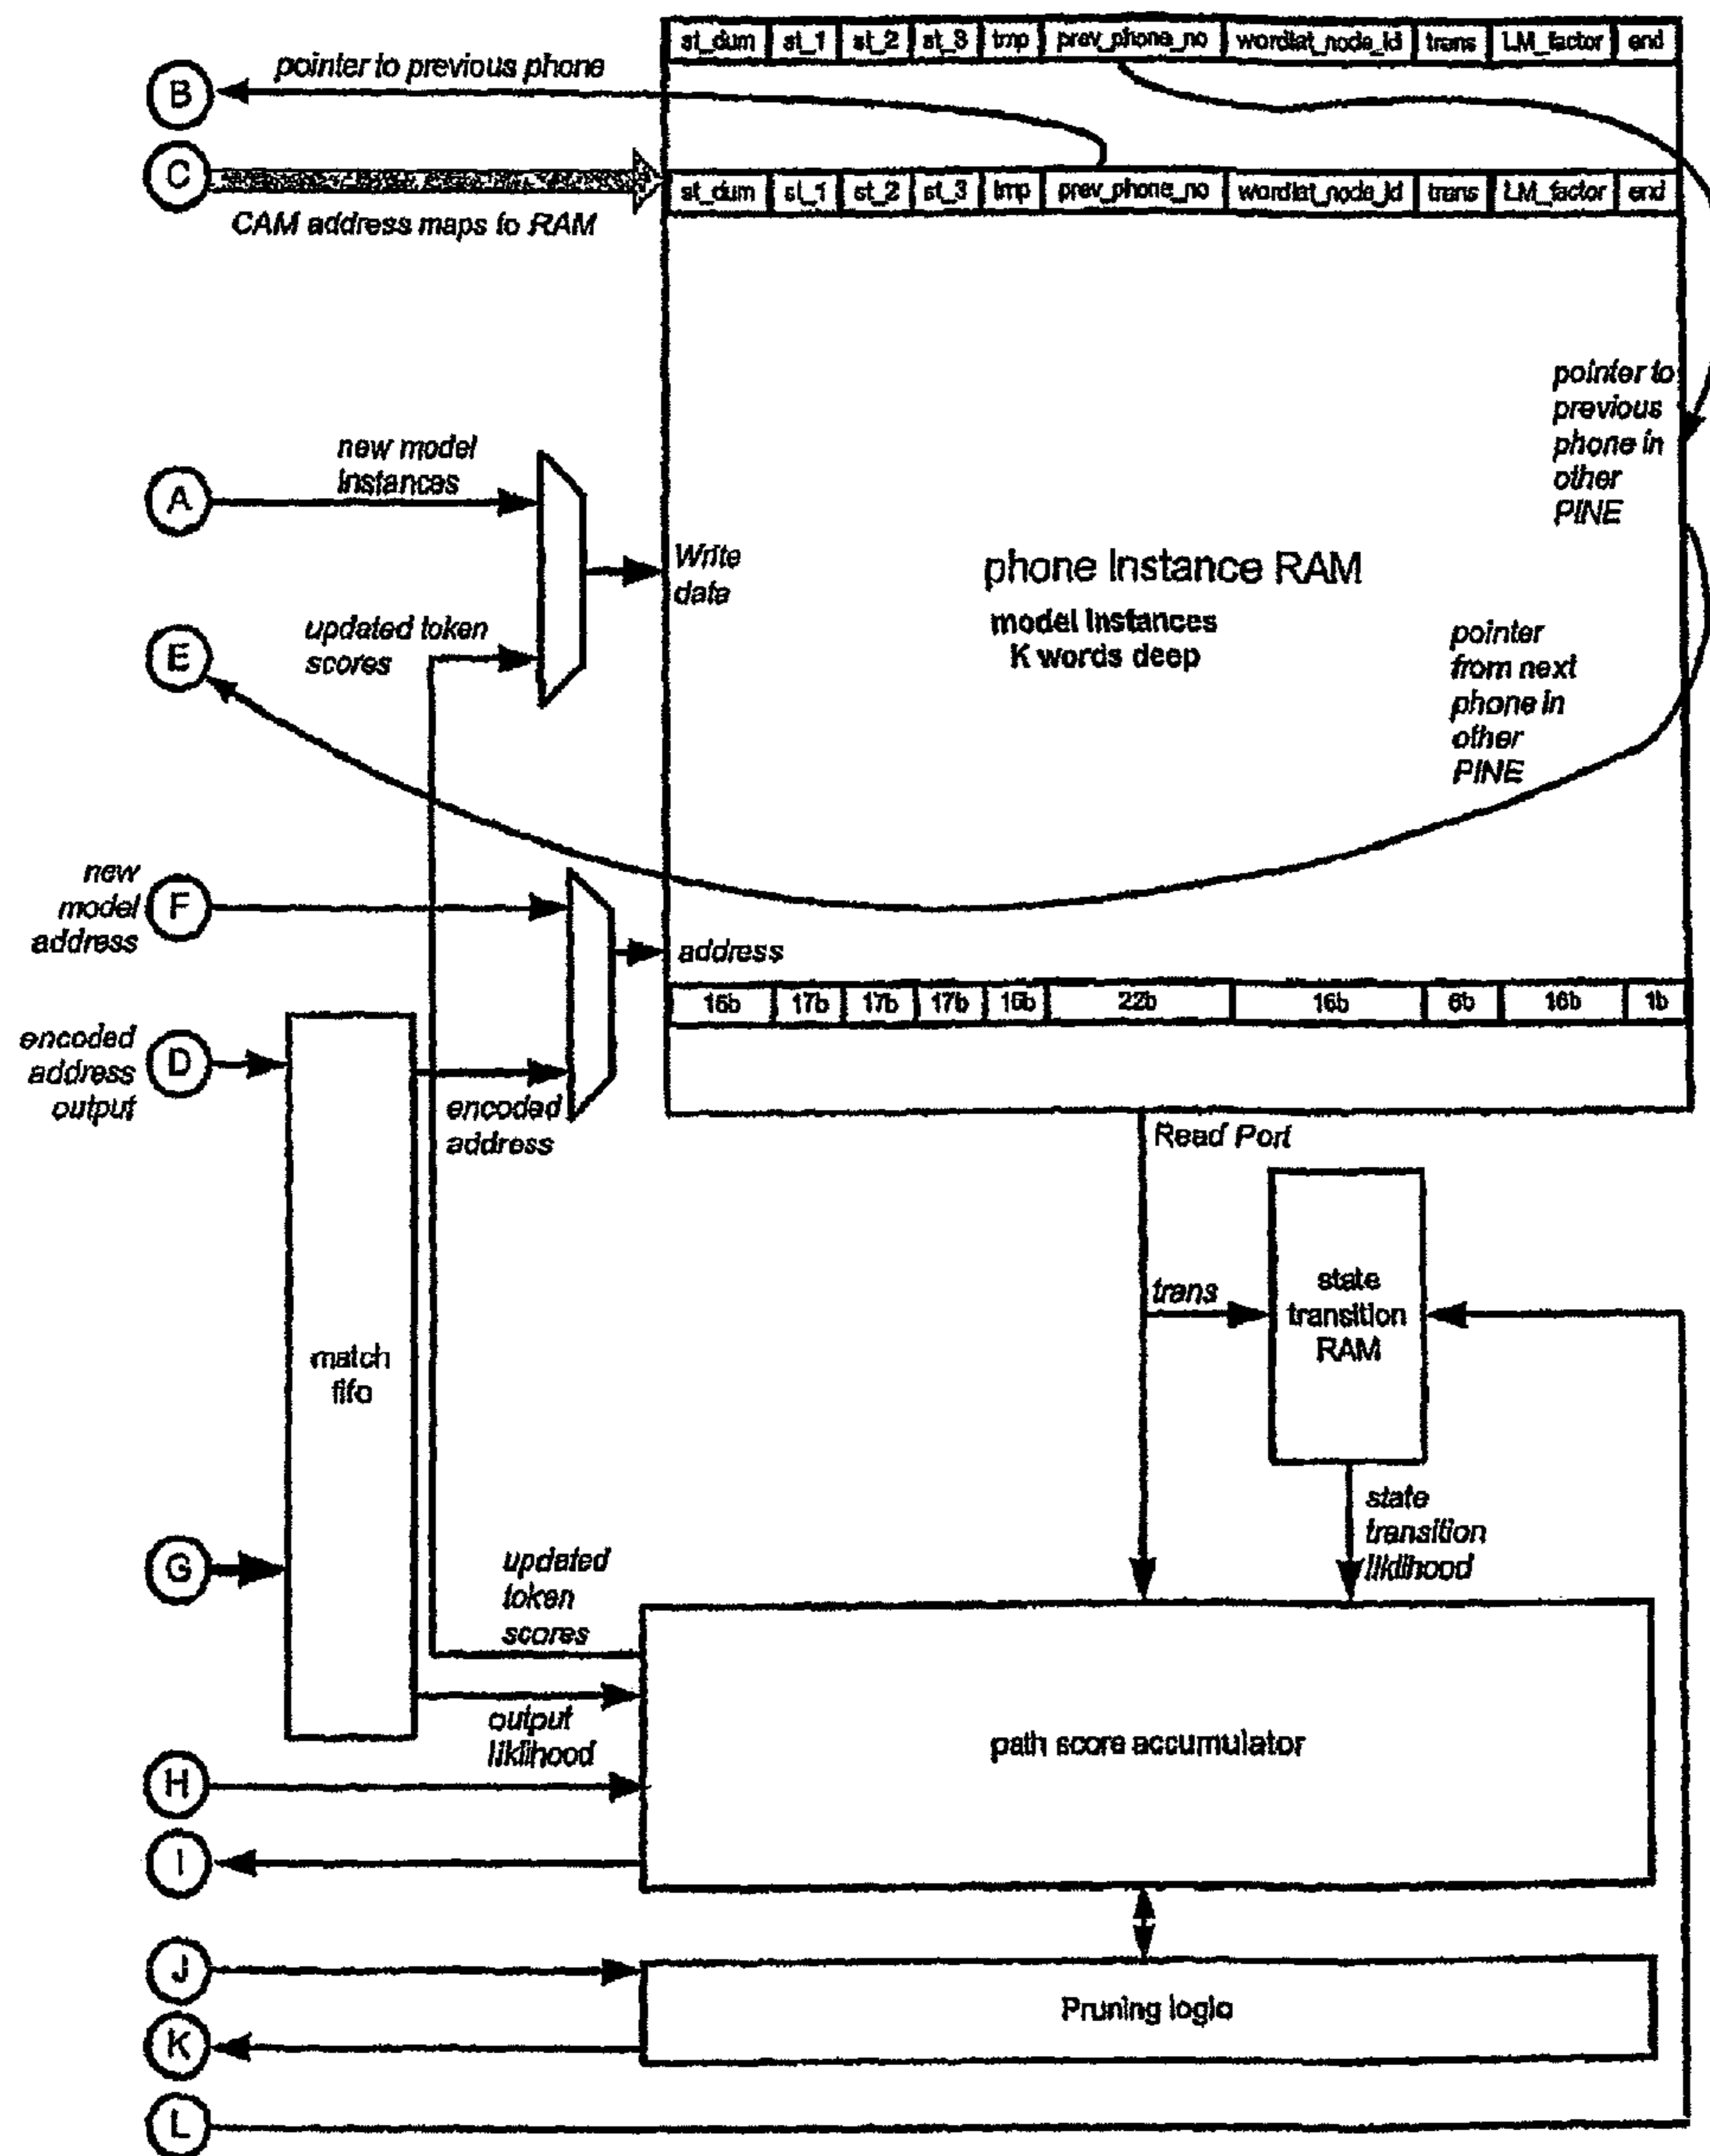 st_dum st_1 st_2 st_3 tmp prev_phone_no wordlat_node_id trans LM_factor end
B
pointer to previous phone
C
st_dum st_1 st_2 st_3 tmp prev_phone_no wordlat_node_id trans LM_factor end
CAM address maps to RAM
pointer to
previous
phone in
other
PINE
A
new model
instances
Write
data
phone Instance RAM
model Instances
K words deep
E
updated token
scores
pointer
from next
phone in
other
PINE
new
model
address
F
address
17b 17b 17b 22b 16b 16b 1b
encoded
address
output
D
encoded
address
Read Port
match
fifo
trans
state
transition
RAM
state
transition
liklihood
G
updated
token
scores
output
liklihood
path score accumulator
H
I
J
Pruning logic
K
L